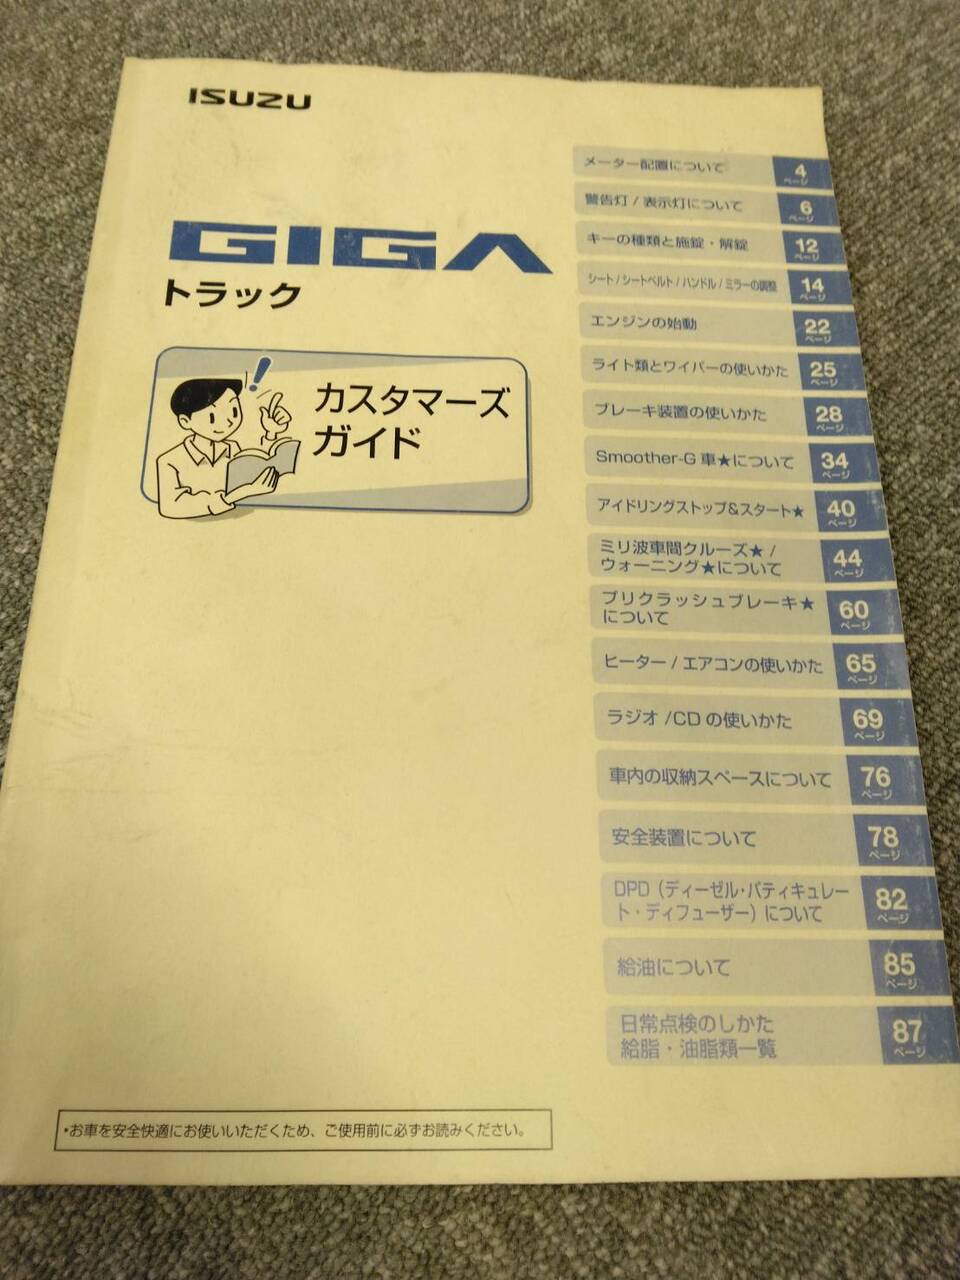 ISUZU
GIGA
トラック
!
カスタマーズ
ガイド
メーター配置について 4 ページ
警告灯 / 表示灯について 6 ページ
キーの種類と施錠・解錠 12 ページ
シート / シートベルト / ハンドル / ミラーの調整 14 ページ
エンジンの始動 22 ページ
ライト類とワイパーの使いかた 25 ページ
ブレーキ装置の使いかた 28 ページ
Smoother-G 車★について 34 ページ
アイドリングストップ&スタート★ 40 ページ
ミリ波車間クルーズ★ /
ウォーニング★について 44 ページ
プリクラッシュブレーキ★
について 60 ページ
ヒーター / エアコンの使いかた 65 ページ
ラジオ /CD の使いかた 69 ページ
車内の収納スペースについて 76 ページ
安全装置について 78 ページ
DPD（ディーゼル・パティキュレー
ト・ディフューザー）について 82 ページ
給油について 85 ページ
日常点検のしかた
給脂・油脂類一覧 87 ページ
*お車を安全快適にお使いいただくため、ご使用前に必ずお読みください。